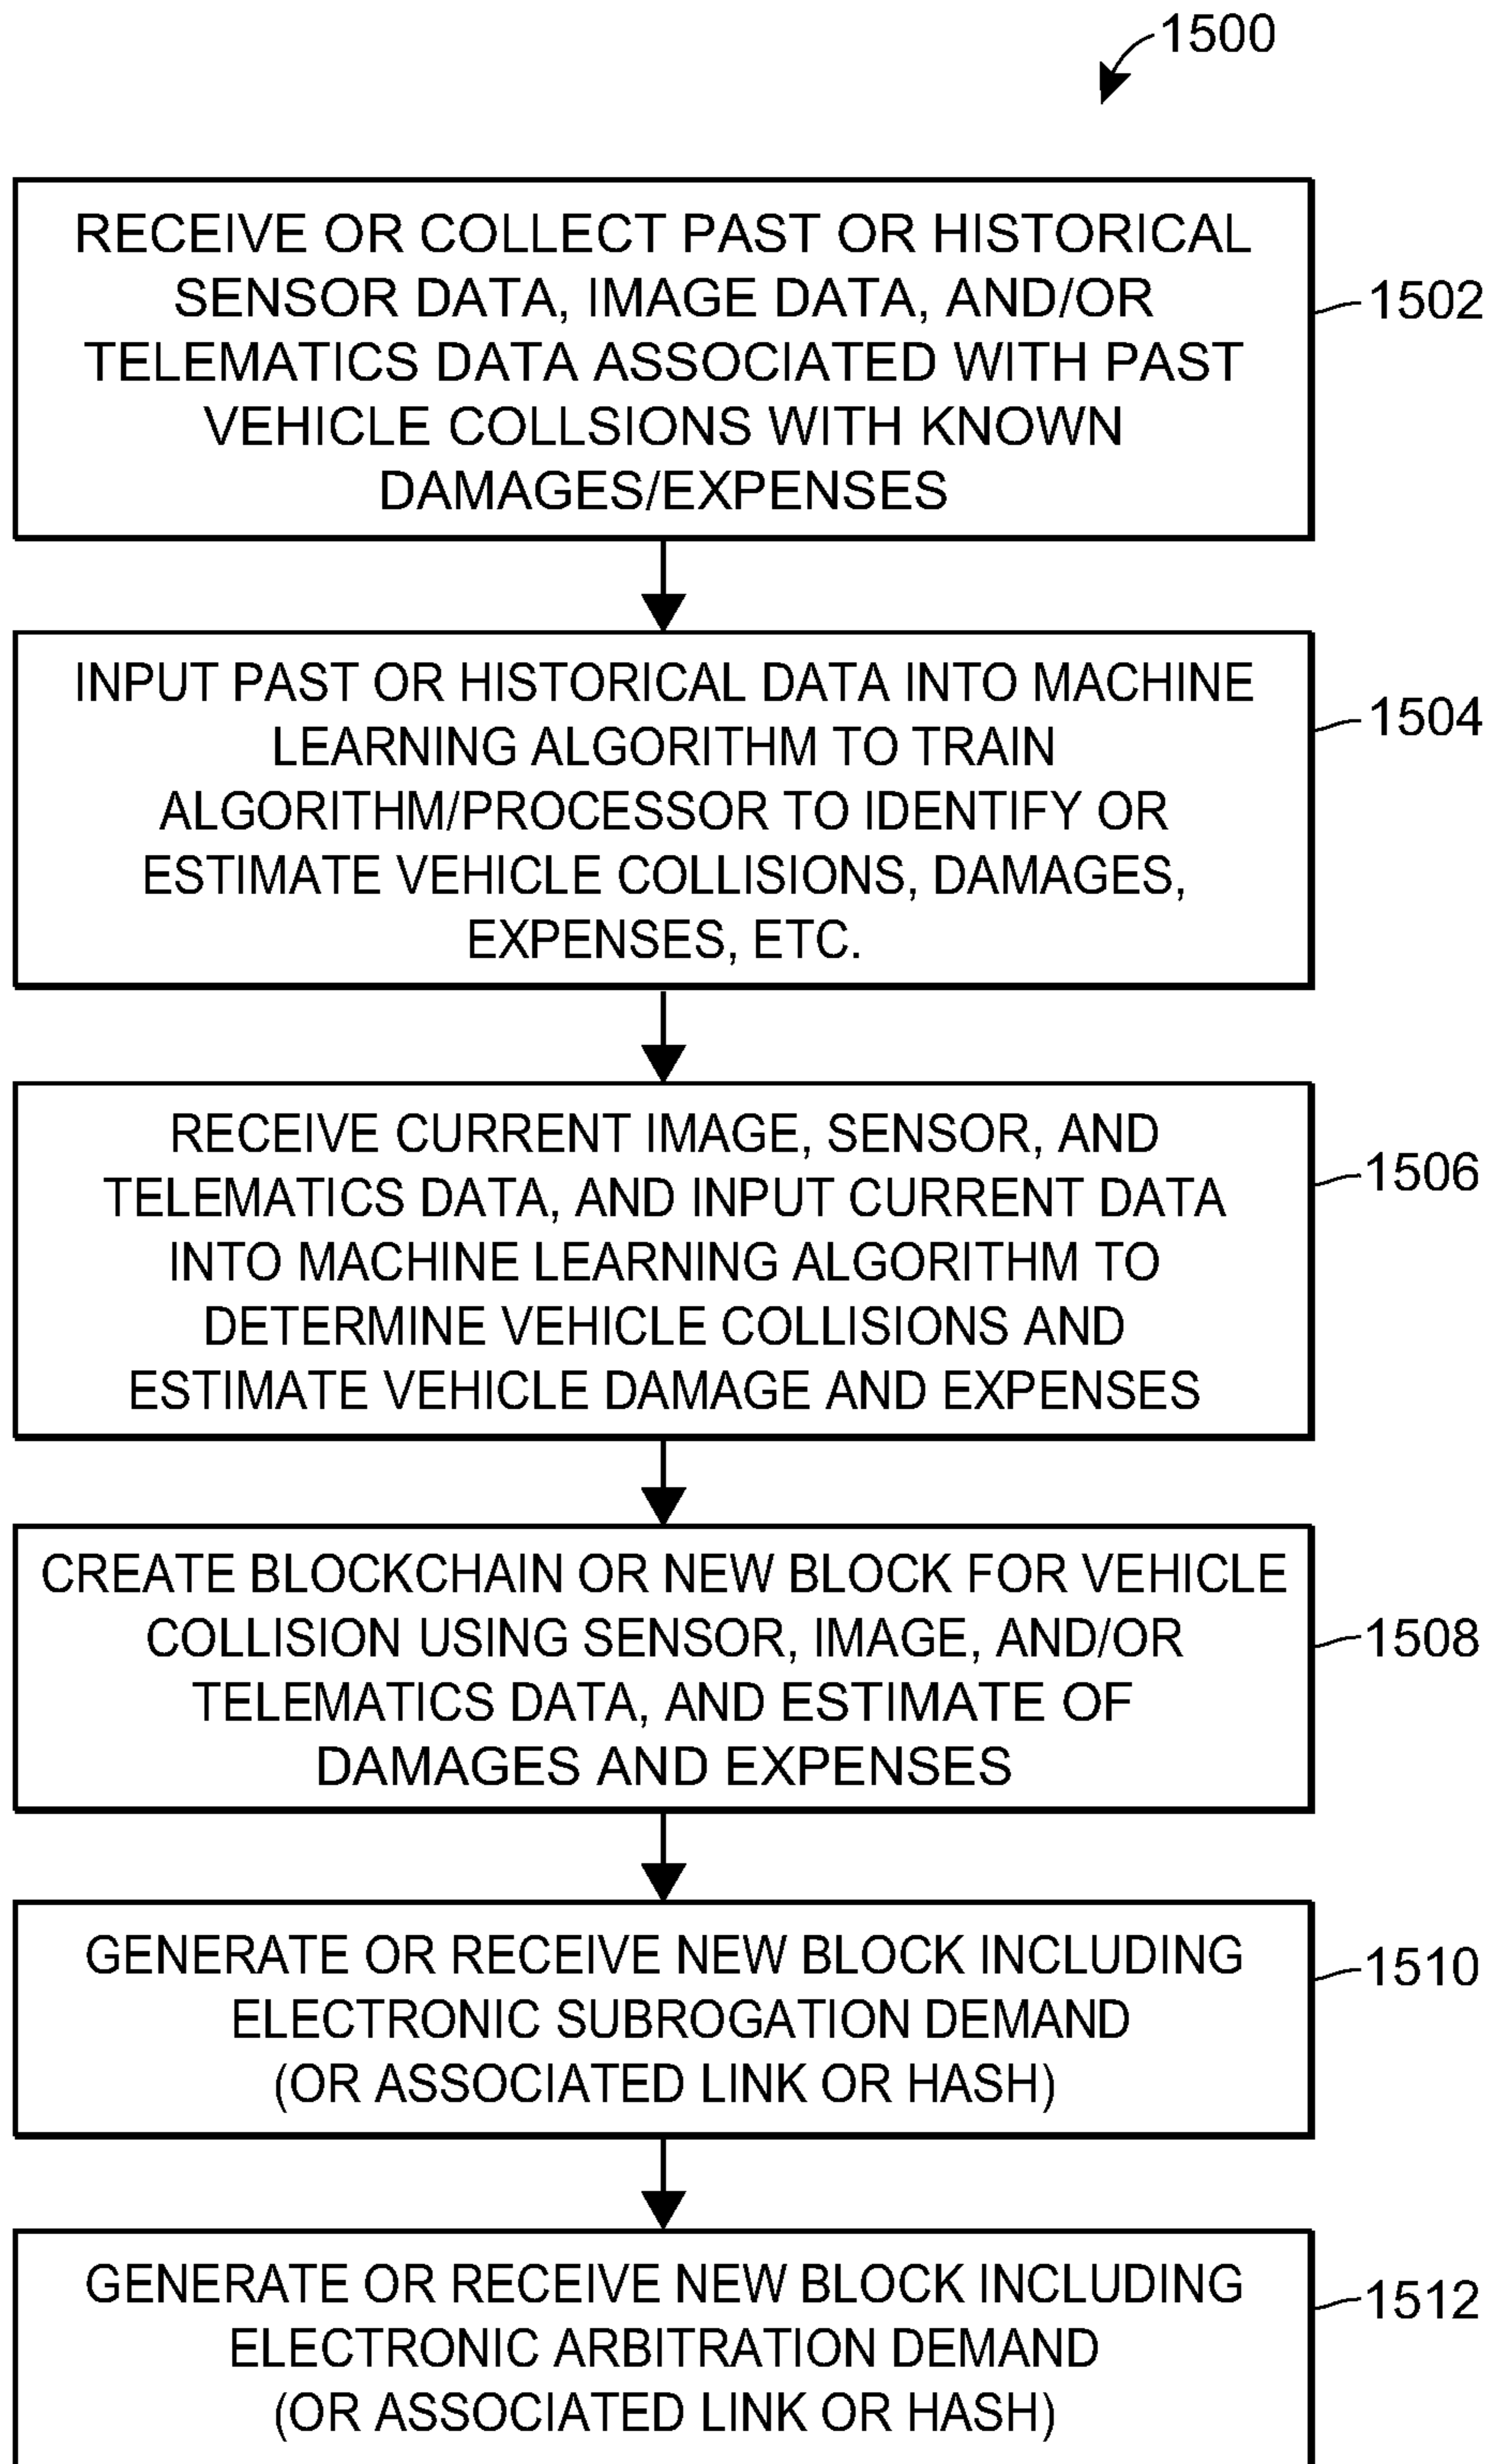 1500
RECEIVE OR COLLECT PAST OR HISTORICAL
SENSOR DATA, IMAGE DATA, AND/OR
TELEMATICS DATA ASSOCIATED WITH PAST
VEHICLE COLLSIONS WITH KNOWN
DAMAGES/EXPENSES
1502
INPUT PAST OR HISTORICAL DATA INTO MACHINE
LEARNING ALGORITHM TO TRAIN
ALGORITHM/PROCESSOR TO IDENTIFY OR
ESTIMATE VEHICLE COLLISIONS, DAMAGES,
EXPENSES, ETC.
1504
RECEIVE CURRENT IMAGE, SENSOR, AND
TELEMATICS DATA, AND INPUT CURRENT DATA
INTO MACHINE LEARNING ALGORITHM TO
DETERMINE VEHICLE COLLISIONS AND
ESTIMATE VEHICLE DAMAGE AND EXPENSES
1506
CREATE BLOCKCHAIN OR NEW BLOCK FOR VEHICLE
COLLISION USING SENSOR, IMAGE, AND/OR
TELEMATICS DATA, AND ESTIMATE OF
DAMAGES AND EXPENSES
1508
GENERATE OR RECEIVE NEW BLOCK INCLUDING
ELECTRONIC SUBROGATION DEMAND
(OR ASSOCIATED LINK OR HASH)
1510
GENERATE OR RECEIVE NEW BLOCK INCLUDING
ELECTRONIC ARBITRATION DEMAND
(OR ASSOCIATED LINK OR HASH)
1512